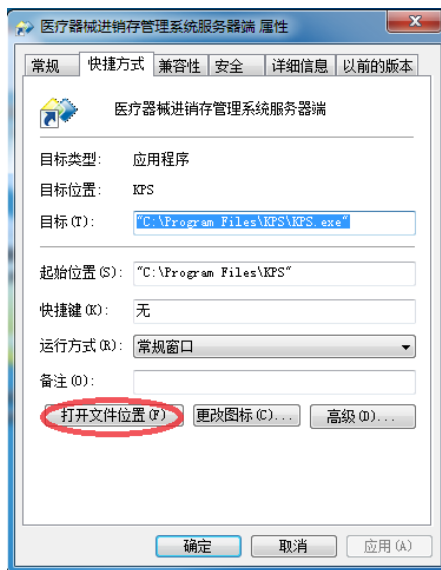 医疗器械进销存管理系统服务器端 属性
常规 快捷方式 兼容性 安全 详细信息 以前的版本
医疗器械进销存管理系统服务器端
目标类型: 应用程序
目标位置: KPS
目标(T): "C:\Program Files\KPS\KPS.exe"
起始位置(S): "C:\Program Files\KPS"
快捷键(K): 无
运行方式(R): 常规窗口
备注(O):
打开文件位置(F) 更改图标(C)... 高级(D)...
确定 取消 应用(A)